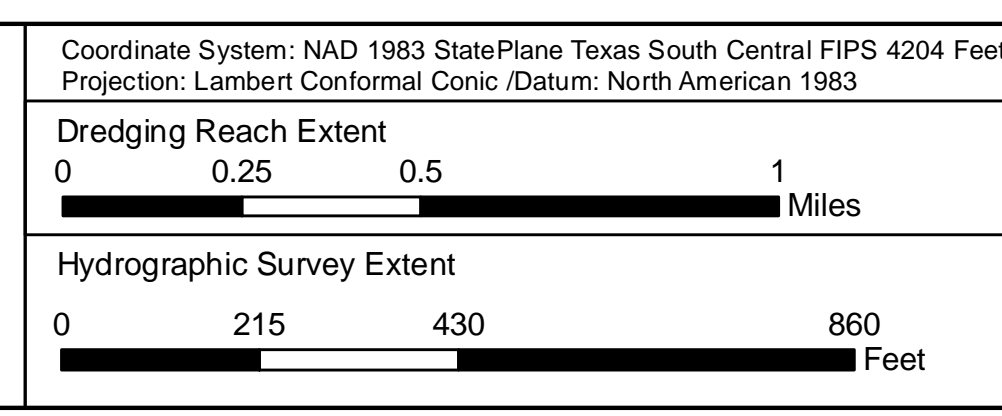 Coordinate System: NAD 1983 StatePlane Texas South Central FIPS 4204 Feet
Projection: Lambert Conformal Conic /Datum: North American 1983
Dredging Reach Extent
0 0.25 0.5 1
Miles
Hydrographic Survey Extent
0 215 430 860
Feet